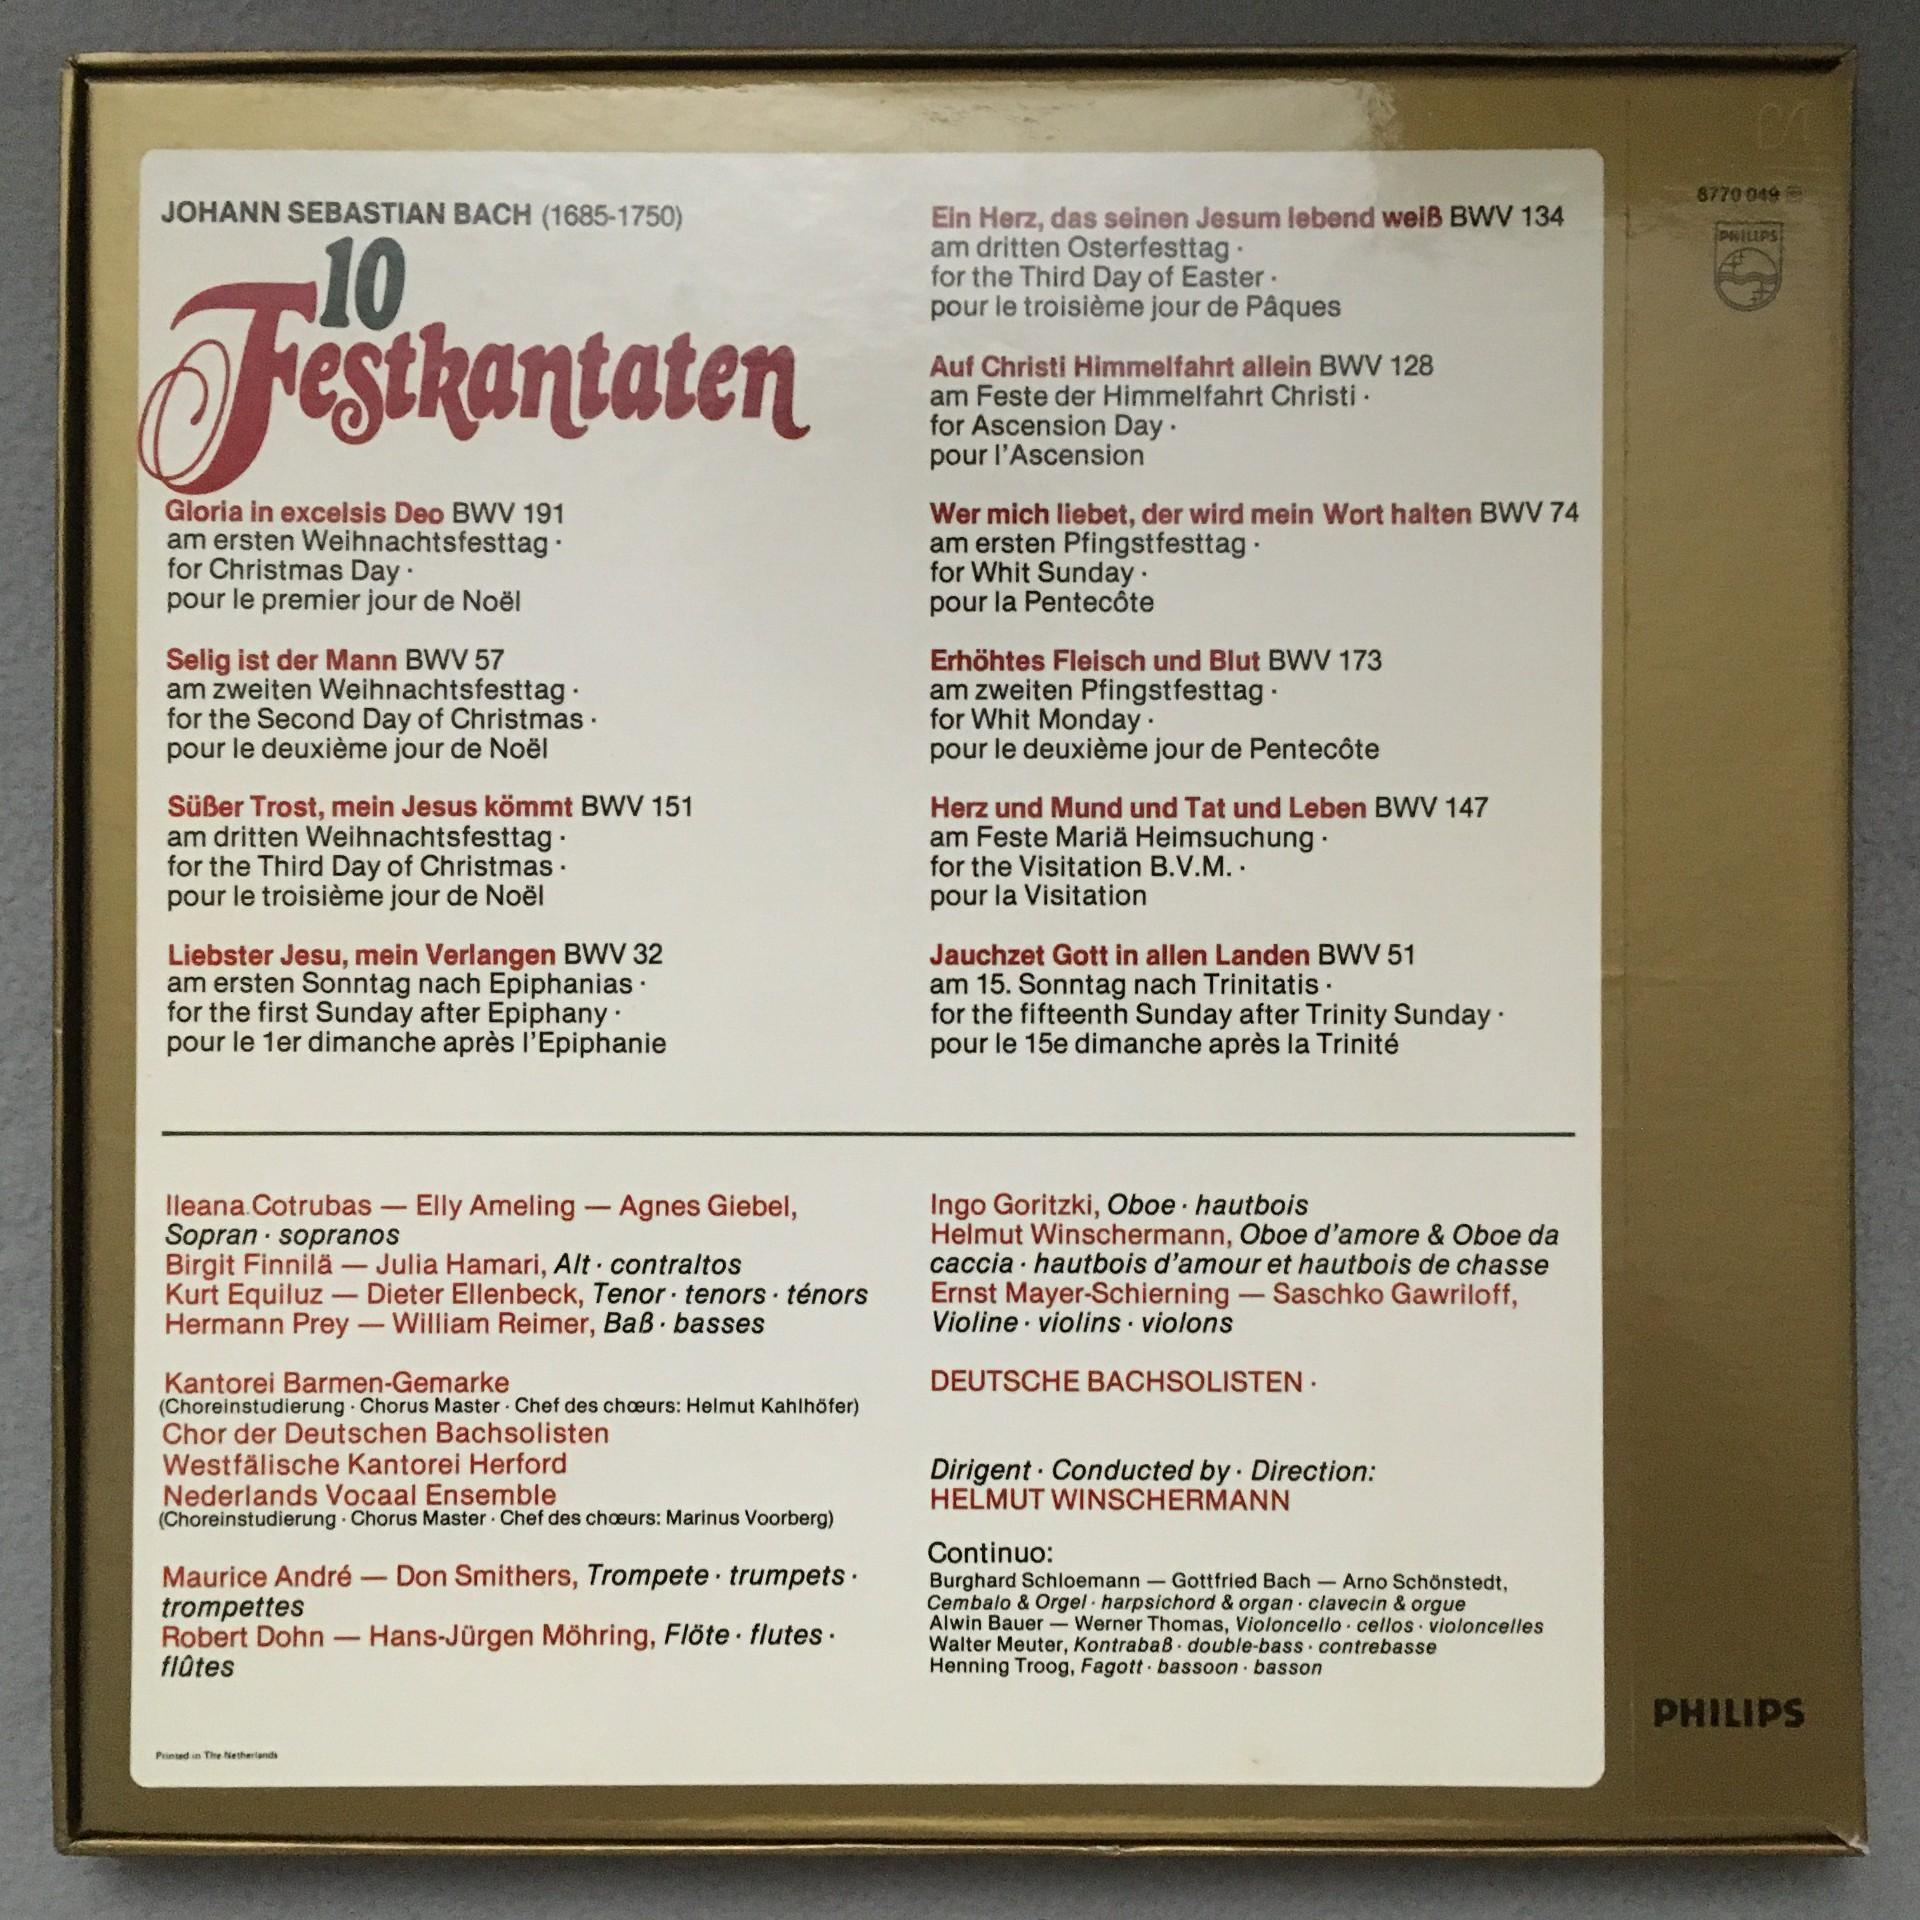 JOHANN SEBASTIAN BACH (1685-1750)
10
Festkantaten
Gloria in excelsis Deo BWV 191
am ersten Weihnachtsfesttag ·
for Christmas Day ·
pour le premier jour de Noël
Selig ist der Mann BWV 57
am zweiten Weihnachtsfesttag ·
for the Second Day of Christmas ·
pour le deuxième jour de Noël
Süßer Trost, mein Jesus kömmt BWV 151
am dritten Weihnachtsfesttag ·
for the Third Day of Christmas ·
pour le troisième jour de Noël
Liebster Jesu, mein Verlangen BWV 32
am ersten Sonntag nach Epiphanias ·
for the first Sunday after Epiphany ·
pour le 1er dimanche après l'Epiphanie
Ein Herz, das seinen Jesum lebend weiß BWV 134
am dritten Osterfesttag ·
for the Third Day of Easter ·
pour le troisième jour de Pâques
Auf Christi Himmelfahrt allein BWV 128
am Feste der Himmelfahrt Christi ·
for Ascension Day ·
pour l'Ascension
Wer mich liebet, der wird mein Wort halten BWV 74
am ersten Pfingstfesttag ·
for Whit Sunday ·
pour la Pentecôte
Erhöhtes Fleisch und Blut BWV 173
am zweiten Pfingstfesttag ·
for Whit Monday ·
pour le deuxième jour de Pentecôte
Herz und Mund und Tat und Leben BWV 147
am Feste Mariä Heimsuchung ·
for the Visitation B.V.M. ·
pour la Visitation
Jauchzet Gott in allen Landen BWV 51
am 15. Sonntag nach Trinitatis ·
for the fifteenth Sunday after Trinity Sunday ·
pour le 15e dimanche après la Trinité
Ileana Cotrubas — Elly Ameling — Agnes Giebel,
Sopran · sopranos
Birgit Finnilä — Julia Hamari, Alt · contraltos
Kurt Equiluz — Dieter Ellenbeck, Tenor · tenors · ténors
Hermann Prey — William Reimer, Baß · basses
Kantorei Barmen-Gemarke
(Choreinstudierung · Chorus Master · Chef des chœurs: Helmut Kahlhöfer)
Chor der Deutschen Bachsolisten
Westfälische Kantorei Herford
Nederlands Vocaal Ensemble
(Choreinstudierung · Chorus Master · Chef des chœurs: Marinus Voorberg)
Maurice André — Don Smithers, Trompete · trumpets ·
trompettes
Robert Dohn — Hans-Jürgen Möhring, Flöte · flutes ·
flûtes
Ingo Goritzki, Oboe · hautbois
Helmut Winschermann, Oboe d'amore & Oboe da
caccia · hautbois d'amour et hautbois de chasse
Ernst Mayer-Schierning — Saschko Gawriloff,
Violine · violins · violons
DEUTSCHE BACHSOLISTEN ·
Dirigent · Conducted by · Direction:
HELMUT WINSCHERMANN
Continuo:
Burghard Schloemann — Gottfried Bach — Arno Schönstedt,
Cembalo & Orgel · harpsichord & organ · clavecin & orgue
Alwin Bauer — Werner Thomas, Violoncello · cellos · violoncelles
Walter Meuter, Kontrabaß · double-bass · contrebasse
Henning Troog, Fagott · bassoon · basson
Printed in The Netherlands
8770 049
PHILIPS
PHILIPS